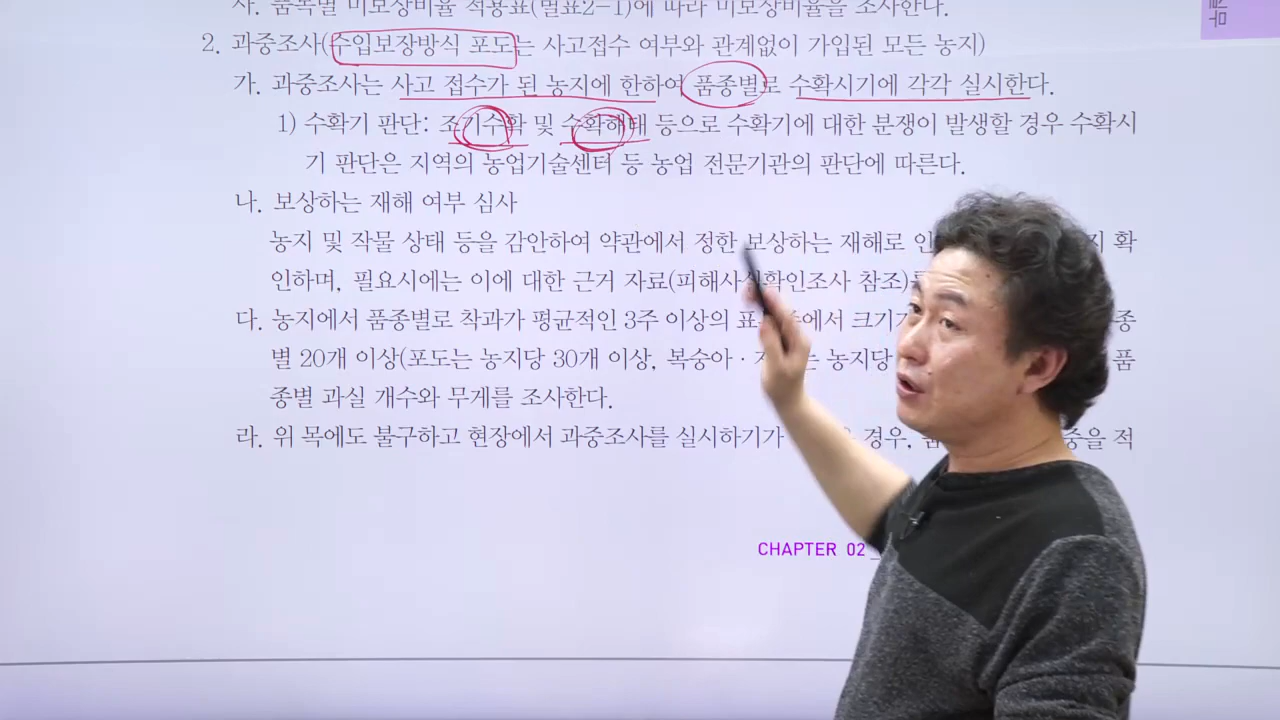 사. 품목별 미보상비율 적용표(별표2-1)에 따라 미보상비율을 조사한다.
실무
2. 과중조사(수입보장방식 포도는 사고접수 여부와 관계없이 가입된 모든 농지)
가. 과중조사는 사고 접수가 된 농지에 한하여 품종별로 수확시기에 각각 실시한다.
1) 수확기 판단: 조기수확 및 수확해태 등으로 수확기에 대한 분쟁이 발생할 경우 수확시
기 판단은 지역의 농업기술센터 등 농업 전문기관의 판단에 따른다.
나. 보상하는 재해 여부 심사
농지 및 작물 상태 등을 감안하여 약관에서 정한 보상하는 재해로 확
인하며, 필요시에는 이에 대한 근거 자료(피해사실확인조사 참조)를
다. 농지에서 품종별로 착과가 평균적인 3주 이상의 크기가 종
별 20개 이상(포도는 농지당 30개 이상, 복숭아 · 농지당 품
종별 과실 개수와 무게를 조사한다.
라. 위 목에도 불구하고 현장에서 과중조사를 실시하기가 경우, 적
CHAPTER 02